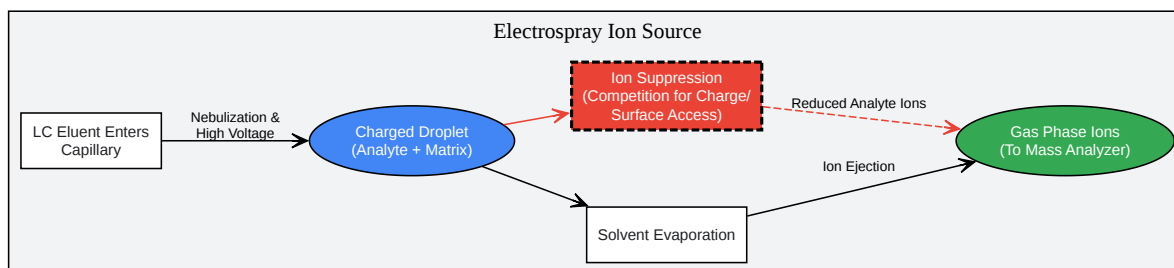 Electrospray Ion Source
LC Eluent Enters
Capillary
Nebulization &
High Voltage
Charged Droplet
(Analyte + Matrix)
Ion Suppression
(Competition for Charge/
Surface Access)
Reduced Analyte Ions
Solvent Evaporation
Ion Ejection
Gas Phase Ions
(To Mass Analyzer)